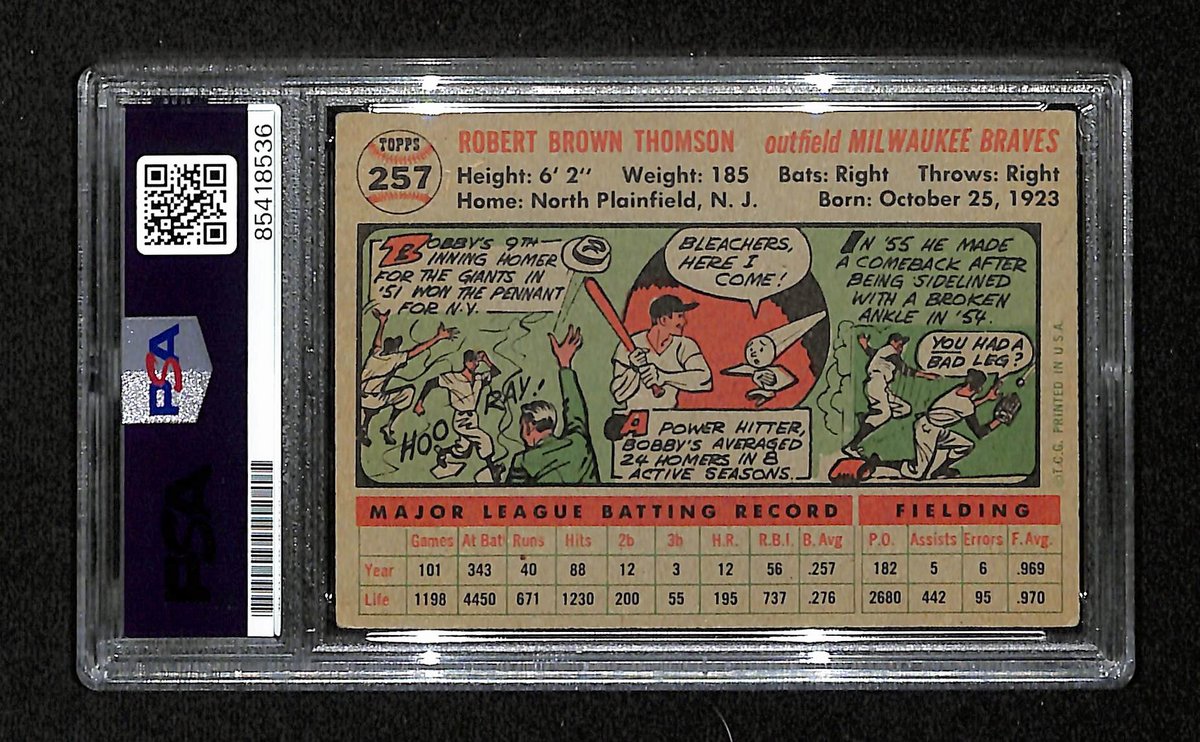 85418536
PSA
PSA
TOPPS
257
ROBERT BROWN THOMSON outfield MILWAUKEE BRAVES
Height: 6' 2" Weight: 185 Bats: Right Throws: Right
Home: North Plainfield, N. J. Born: October 25, 1923
BOBBY'S 9TH
INNING HOMER
FOR THE GIANTS IN
'51 WON THE PENNANT
FOR N.Y.
HOO
RAY!
BLEACHERS,
HERE I
COME!
A POWER HITTER,
BOBBY'S AVERAGED
24 HOMERS IN 8
ACTIVE SEASONS.
IN '55 HE MADE
A COMEBACK AFTER
BEING SIDELINED
WITH A BROKEN
ANKLE IN '54.
YOU HAD A
BAD LEG?
©T.C.G. PRINTED IN U.S.A.
MAJOR LEAGUE BATTING RECORD FIELDING
Games At Bat Runs Hits 2b 3h H.R. R.B.I. B. Avg P.O. Assists Errors F. Avg.
Year 101 343 40 88 12 3 12 56 .257 182 5 6 .969
Life 1198 4450 671 1230 200 55 195 737 .276 2680 442 95 .970